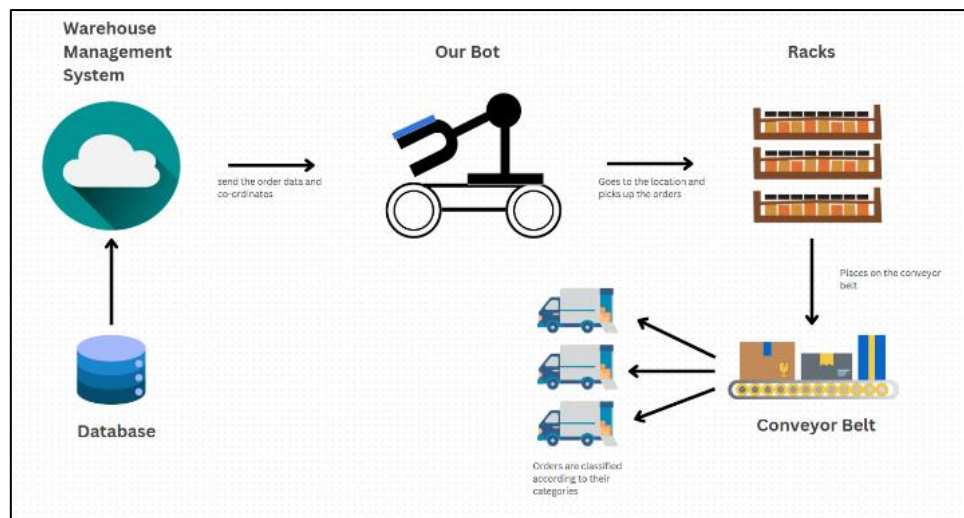 Warehouse
Management
System
Our Bot
Racks
send the order data and
co-ordinates
Goes to the location and
picks up the orders
Places on the conveyor
belt
Database
Conveyor Belt
Orders are classified
according to their
categories